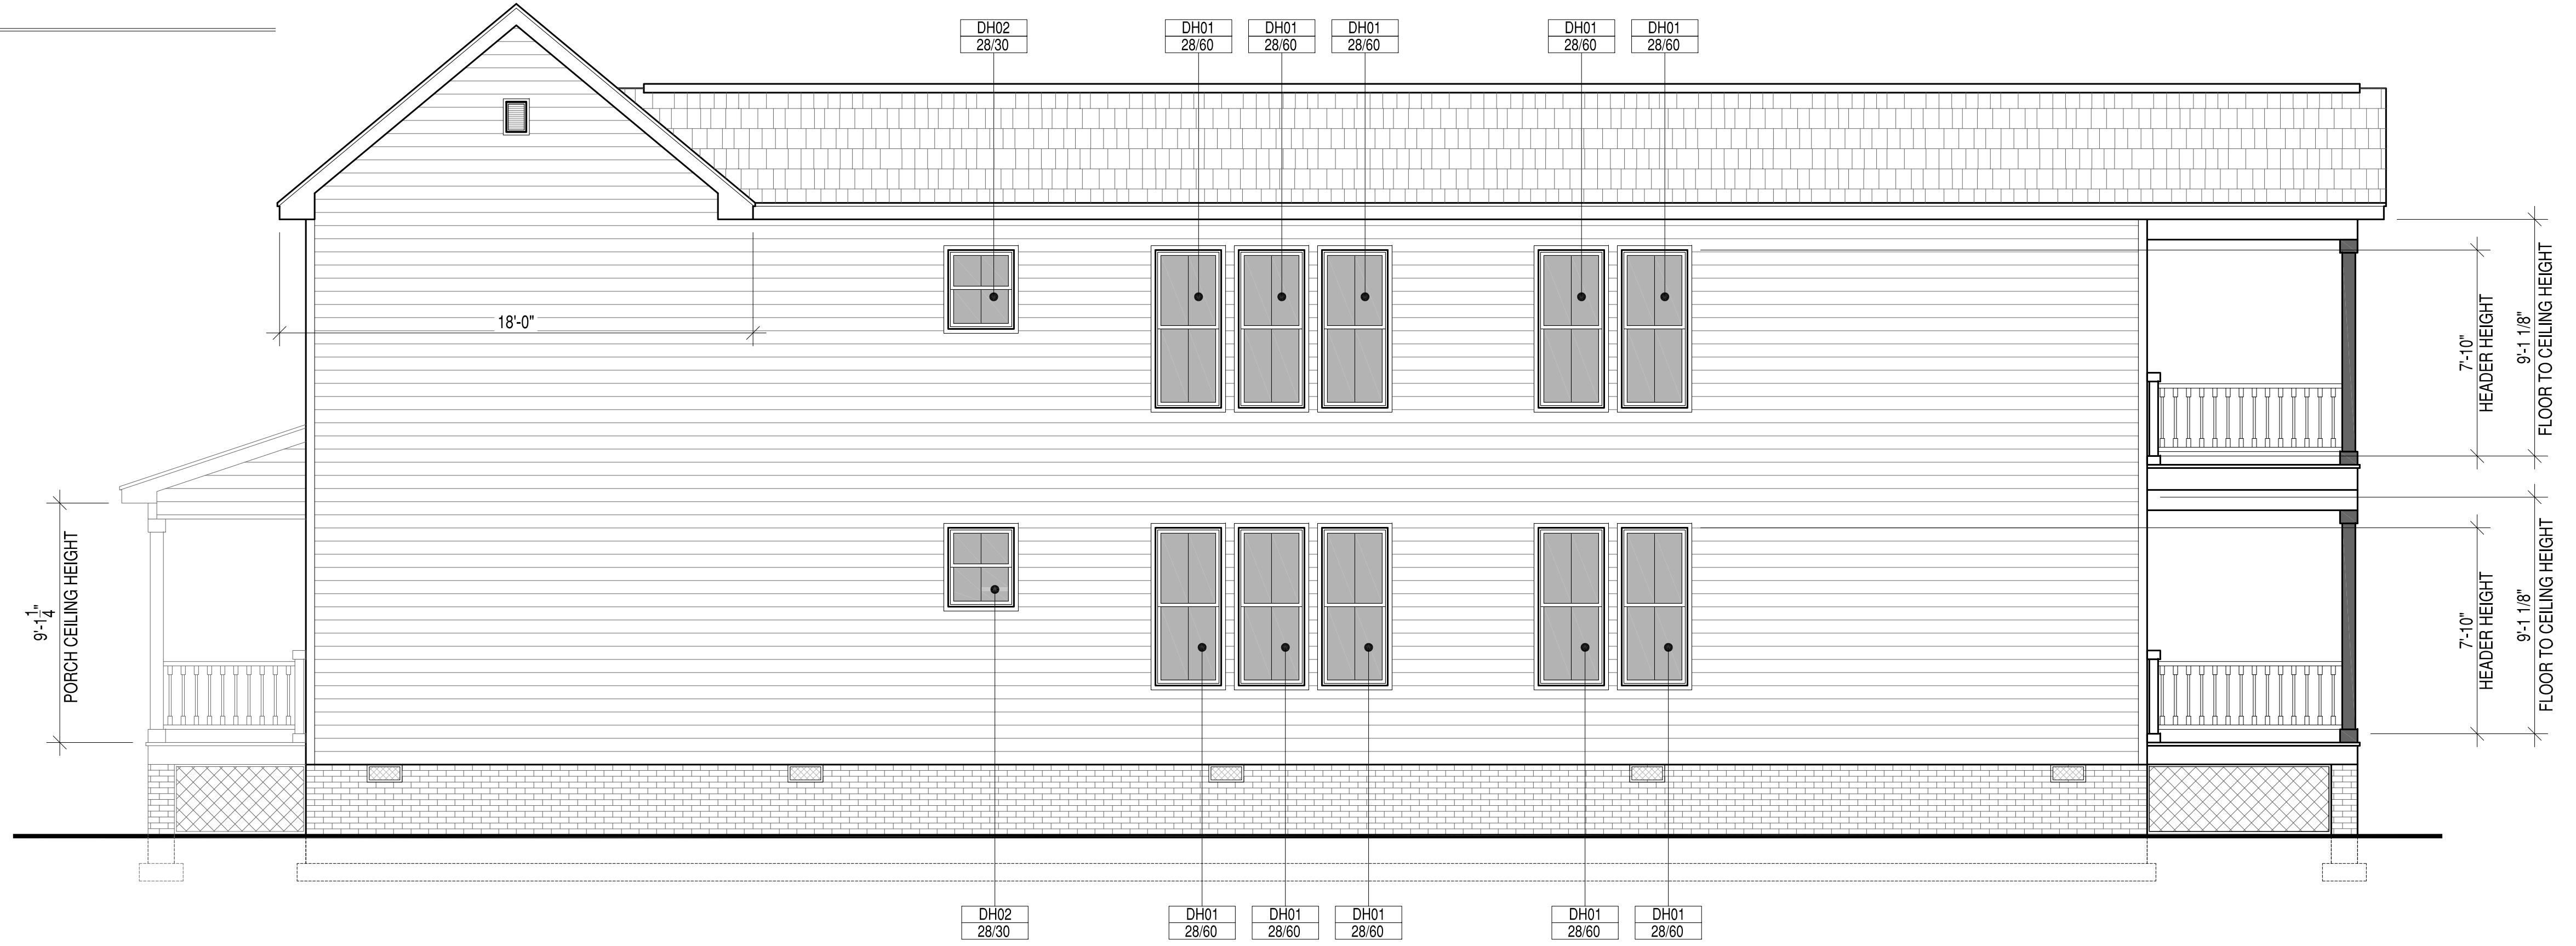 DH02
28/30
DH01
28/60
DH01
28/60
DH01
28/60
DH01
28/60
DH01
28/60
18'-0"
7'-10"
HEADER HEIGHT
9'-1 1/8"
FLOOR TO CEILING HEIGHT
9'-1 1/4"
PORCH CEILING HEIGHT
7'-10"
HEADER HEIGHT
9'-1 1/8"
FLOOR TO CEILING HEIGHT
DH02
28/30
DH01
28/60
DH01
28/60
DH01
28/60
DH01
28/60
DH01
28/60